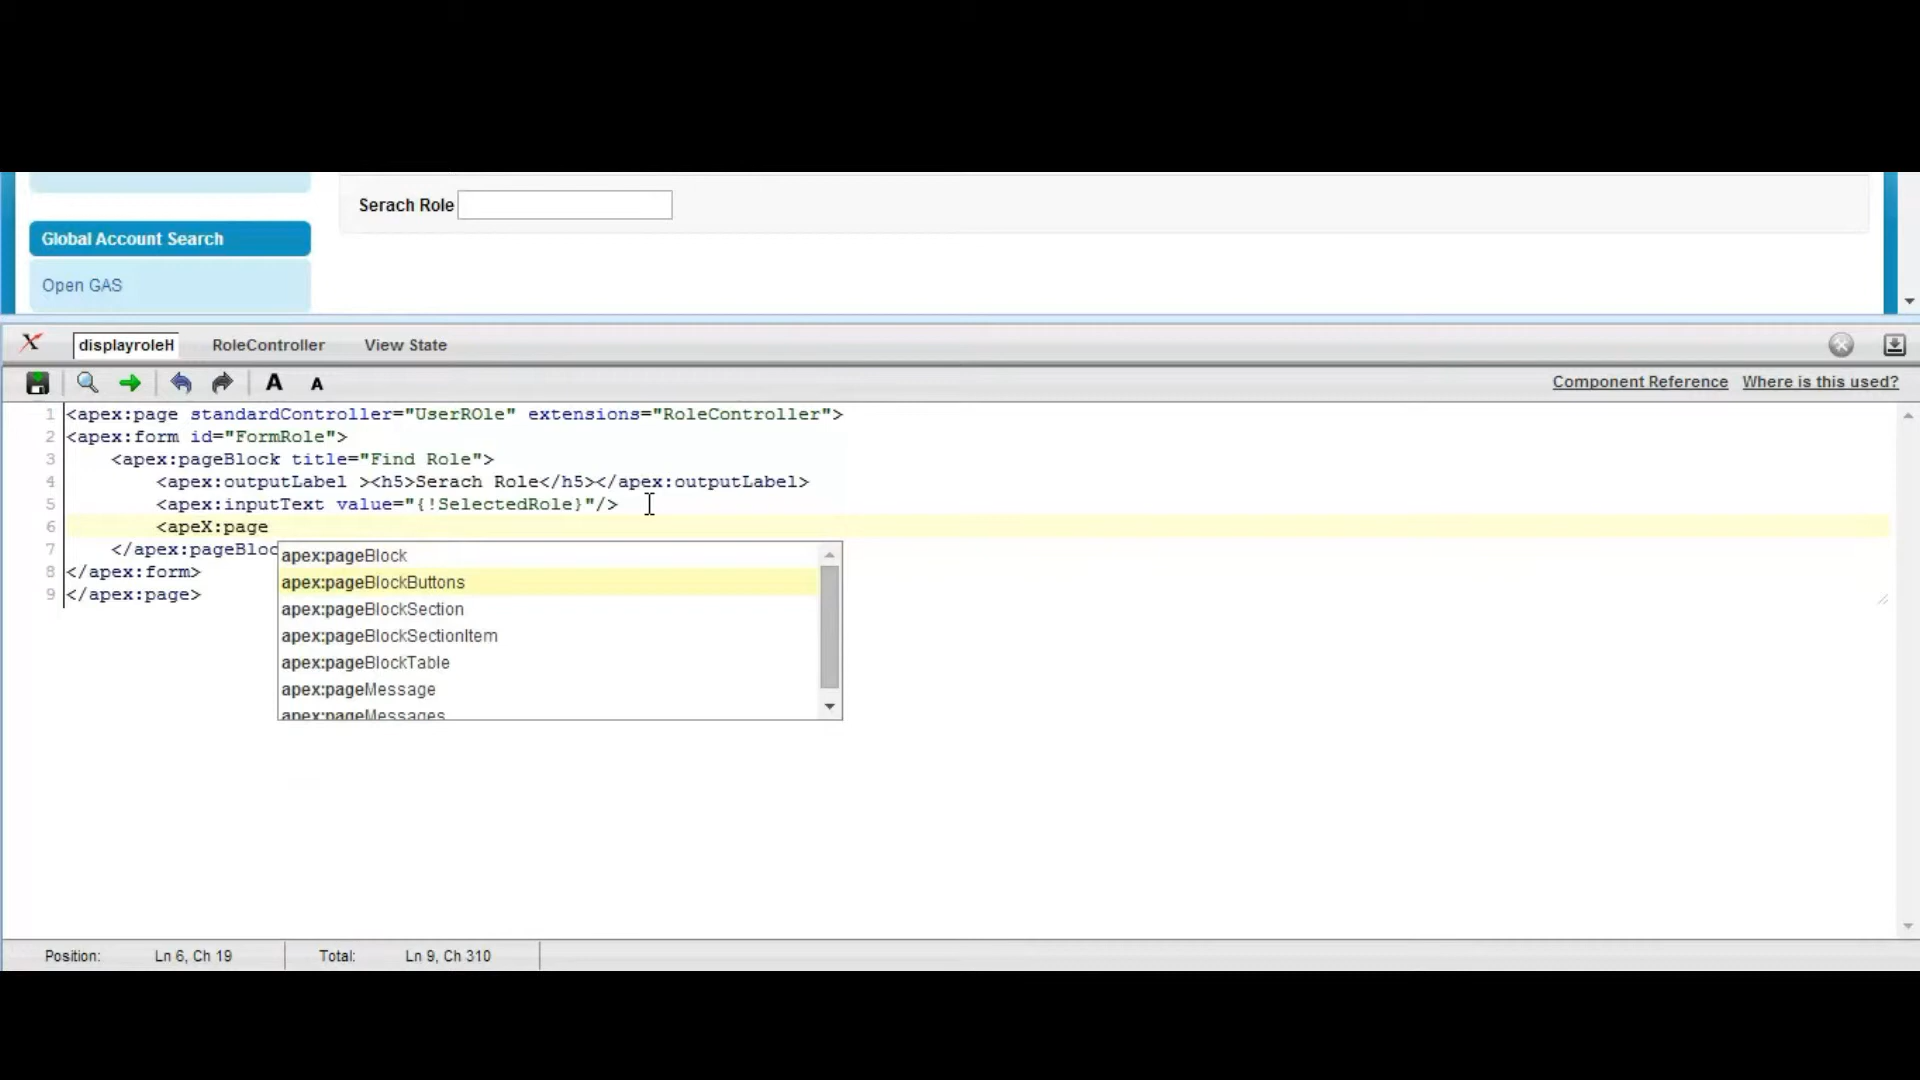 Serach Role
Global Account Search
Open GAS
displayroleH RoleController View State
A A Component Reference Where is this used?
1 <apex:page standardController="UserROle" extensions="RoleController">
2 <apex:form id="FormRole">
3 <apex:pageBlock title="Find Role">
4 <apex:outputLabel ><h5>Serach Role</h5></apex:outputLabel>
5 <apex:inputText value="{!SelectedRole}"/>
6 <apeX:page
7 </apex:pageBloc
apex:pageBlock
8 </apex:form>
apex:pageBlockButtons
9 </apex:page>
apex:pageBlockSection
apex:pageBlockSectionItem
apex:pageBlockTable
apex:pageMessage
apex:pageMessages
Position: Ln 6, Ch 19 Total: Ln 9, Ch 310